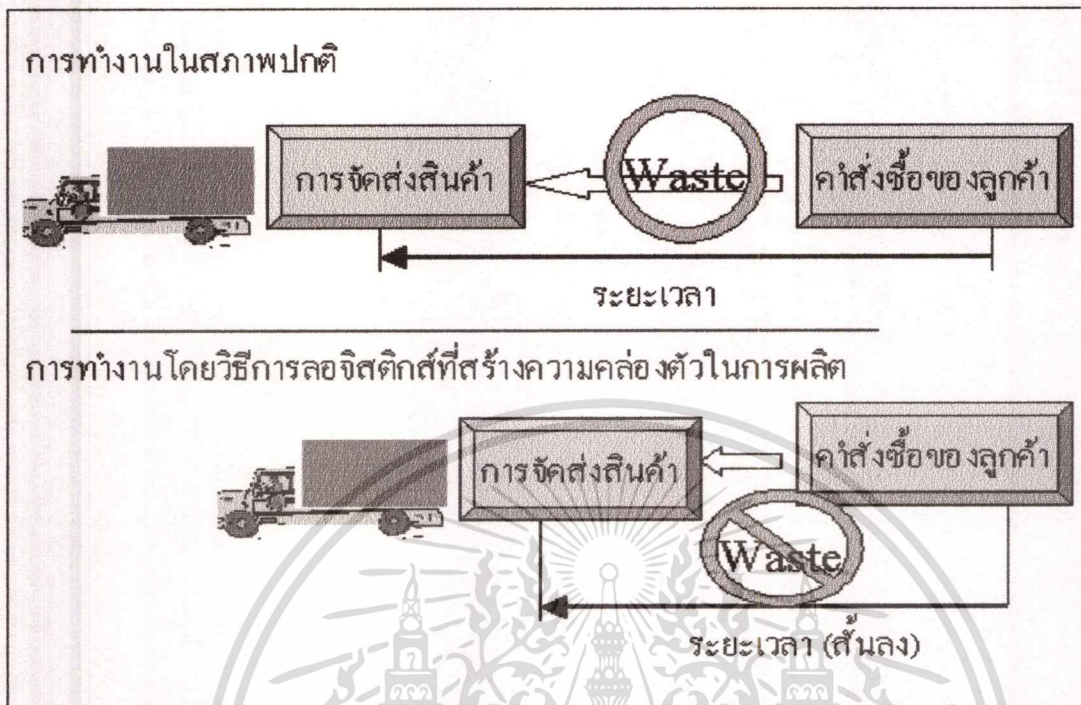 การทำงานในสภาพปกติ
การจัดส่งสินค้า
Waste
คำสั่งซื้อของลูกค้า
ระยะเวลา
การทำงานโดยวิธีการลอจิสติกส์ที่สร้างความคล่องตัวในการผลิต
การจัดส่งสินค้า
คำสั่งซื้อของลูกค้า
Waste
ระยะเวลา (สั้นลง)